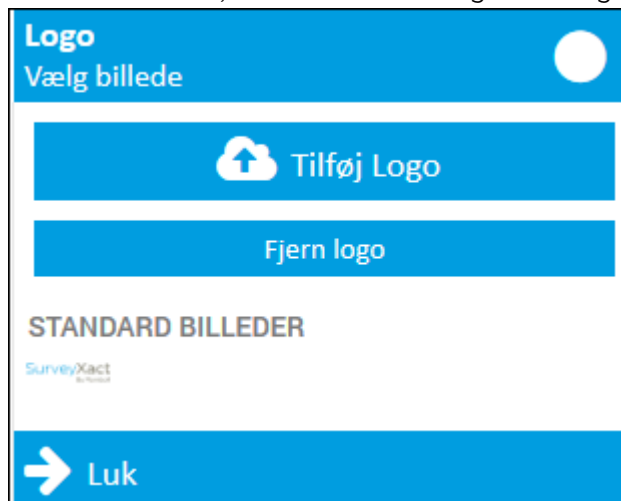 Logo
Vælg billede
Tilføj Logo
Fjern logo
STANDARD BILLEDER
SurveyXact
Luk